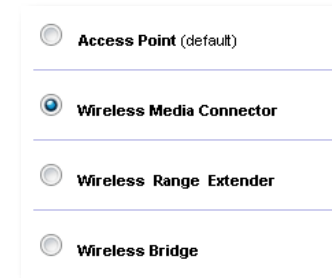 Access Point (default)
Wireless Media Connector
Wireless Range Extender
Wireless Bridge